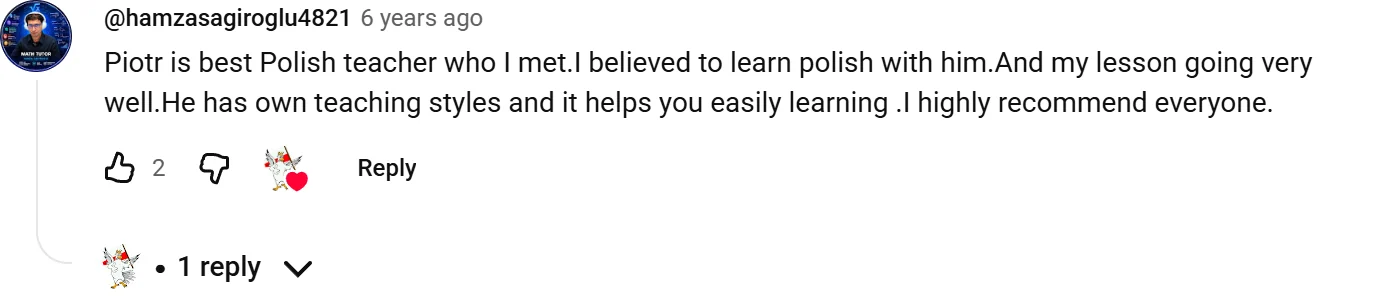 @hamzasagiroglu4821 6 years ago
Piotr is best Polish teacher who I met.I believed to learn polish with him.And my lesson going very
well.He has own teaching styles and it helps you easily learning .I highly recommend everyone.
2 Reply
• 1 reply
MATH TUTOR